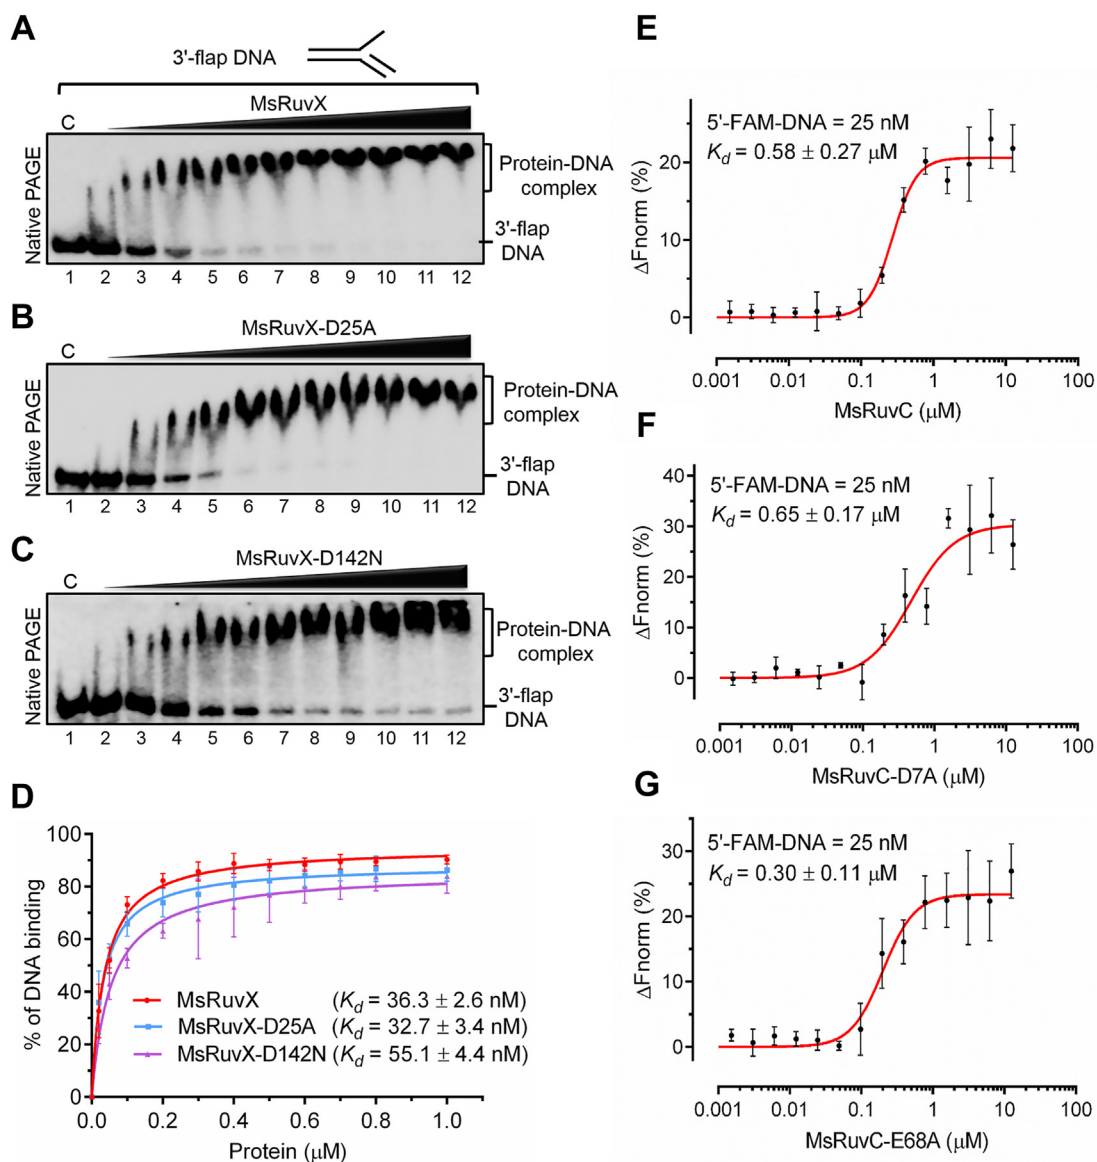 A
3'-flap DNA
MsRuvX
C
Native PAGE
Protein-DNA
complex
3'-flap
DNA
1 2 3 4 5 6 7 8 9 10 11 12
B
MsRuvX-D25A
C
Native PAGE
Protein-DNA
complex
3'-flap
DNA
1 2 3 4 5 6 7 8 9 10 11 12
C
MsRuvX-D142N
C
Native PAGE
Protein-DNA
complex
3'-flap
DNA
1 2 3 4 5 6 7 8 9 10 11 12
D
% of DNA binding
100
80
60
40
20
0
MsRuvX (Kd = 36.3 ± 2.6 nM)
MsRuvX-D25A (Kd = 32.7 ± 3.4 nM)
MsRuvX-D142N (Kd = 55.1 ± 4.4 nM)
0.0 0.2 0.4 0.6 0.8 1.0
Protein (μM)
E
5'-FAM-DNA = 25 nM
Kd = 0.58 ± 0.27 μM
ΔFnorm (%)
20
10
0
0.001 0.01 0.1 1 10 100
MsRuvC (μM)
F
5'-FAM-DNA = 25 nM
Kd = 0.65 ± 0.17 μM
ΔFnorm (%)
40
30
20
10
0
0.001 0.01 0.1 1 10 100
MsRuvC-D7A (μM)
G
5'-FAM-DNA = 25 nM
Kd = 0.30 ± 0.11 μM
ΔFnorm (%)
30
20
10
0
0.001 0.01 0.1 1 10 100
MsRuvC-E68A (μM)